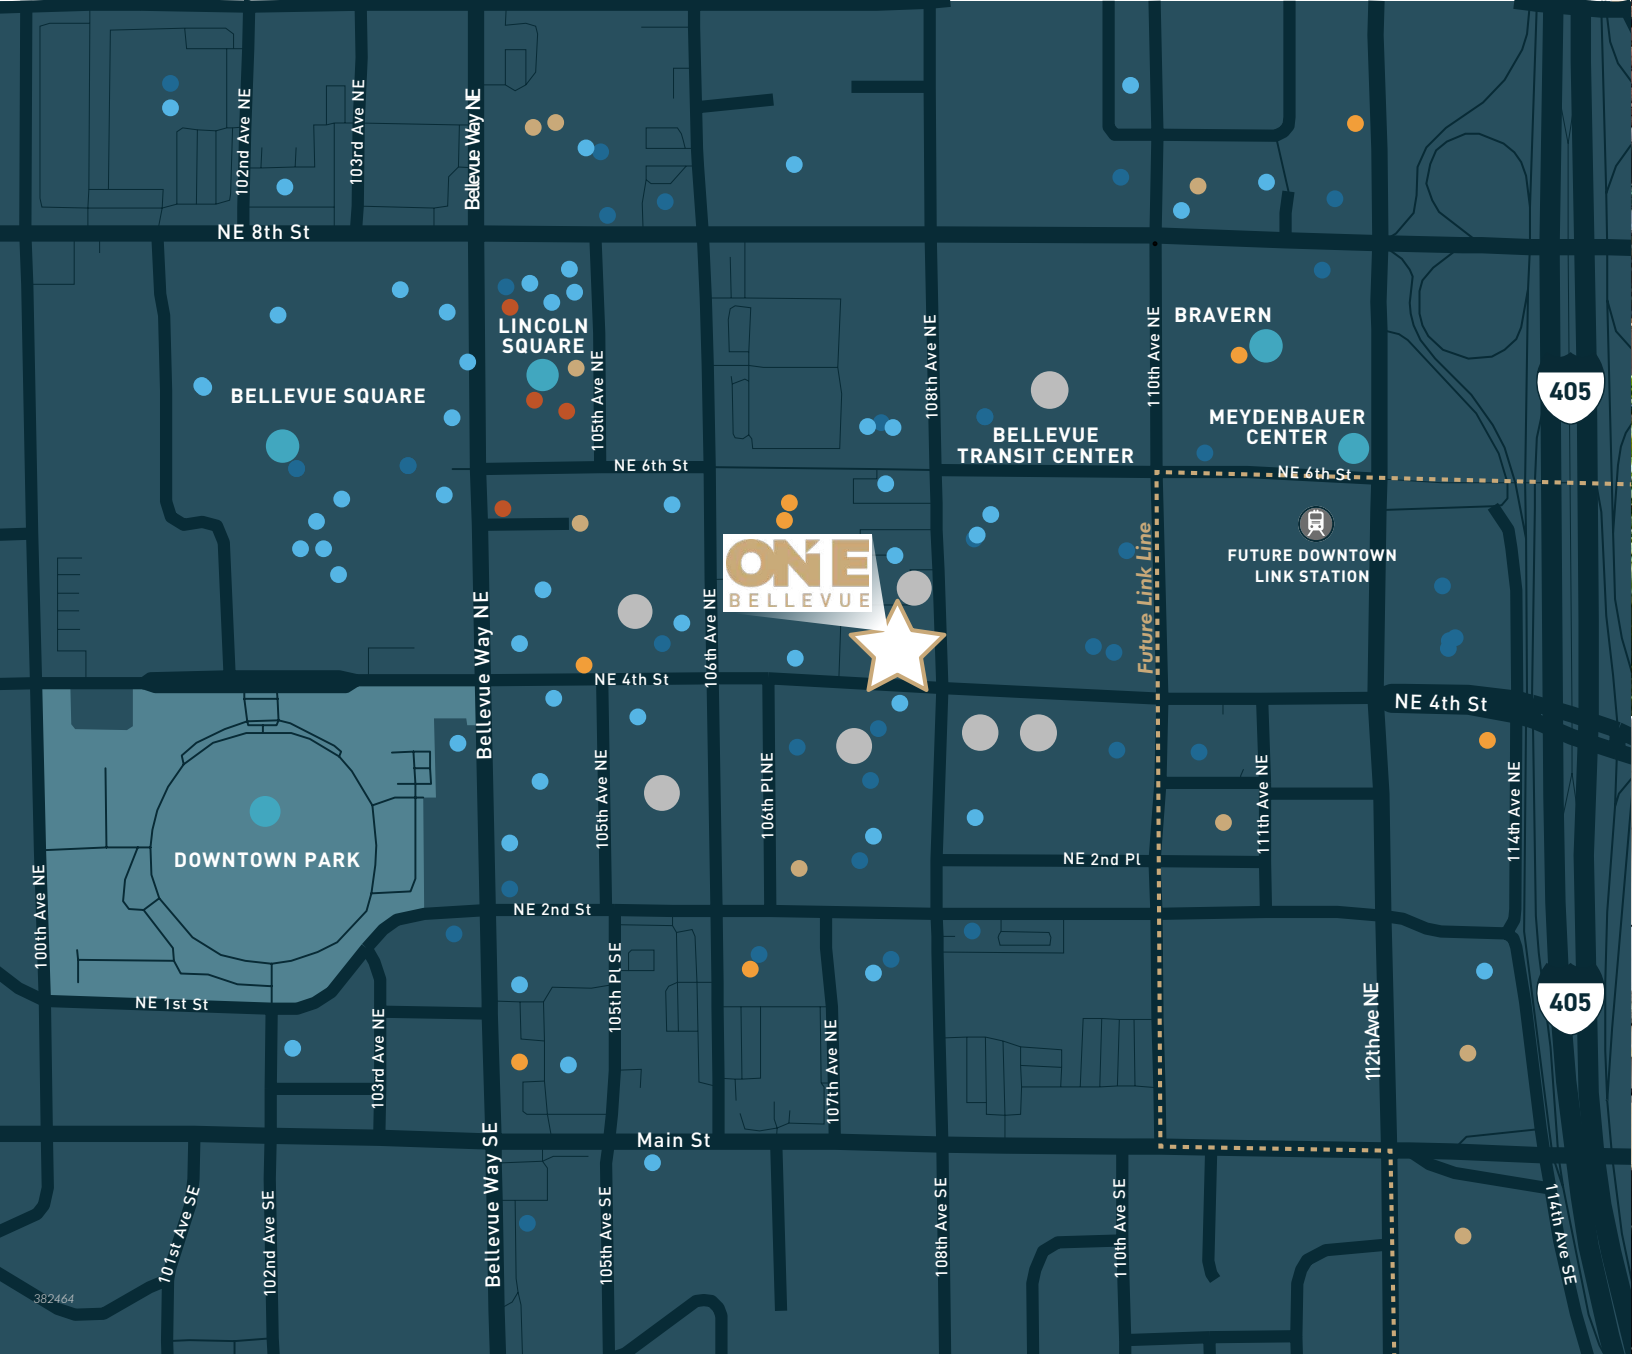 102nd Ave NE
103rd Ave NE
Bellevue Way NE
NE 8th St
LINCOLN
SQUARE
105th Ave NE
BELLEVUE SQUARE
108th Ave NE
110th Ave NE
BRAVERN
MEYDENBAUER
CENTER
BELLEVUE
TRANSIT CENTER
405
NE 6th St
NE 6th St
Future Link Line
FUTURE DOWNTOWN
LINK STATION
ONE
BELLEVUE
Bellevue Way NE
106th Ave NE
NE 4th St
NE 4th St
105th Ave NE
106th Pl NE
111th Ave NE
114th Ave NE
DOWNTOWN PARK
100th Ave NE
NE 2nd Pl
NE 2nd St
105th Pl SE
NE 1st St
103rd Ave NE
107th Ave NE
112th Ave NE
405
Main St
Bellevue Way SE
101st Ave SE
102nd Ave SE
105th Ave SE
108th Ave SE
110th Ave SE
114th Ave SE
382464